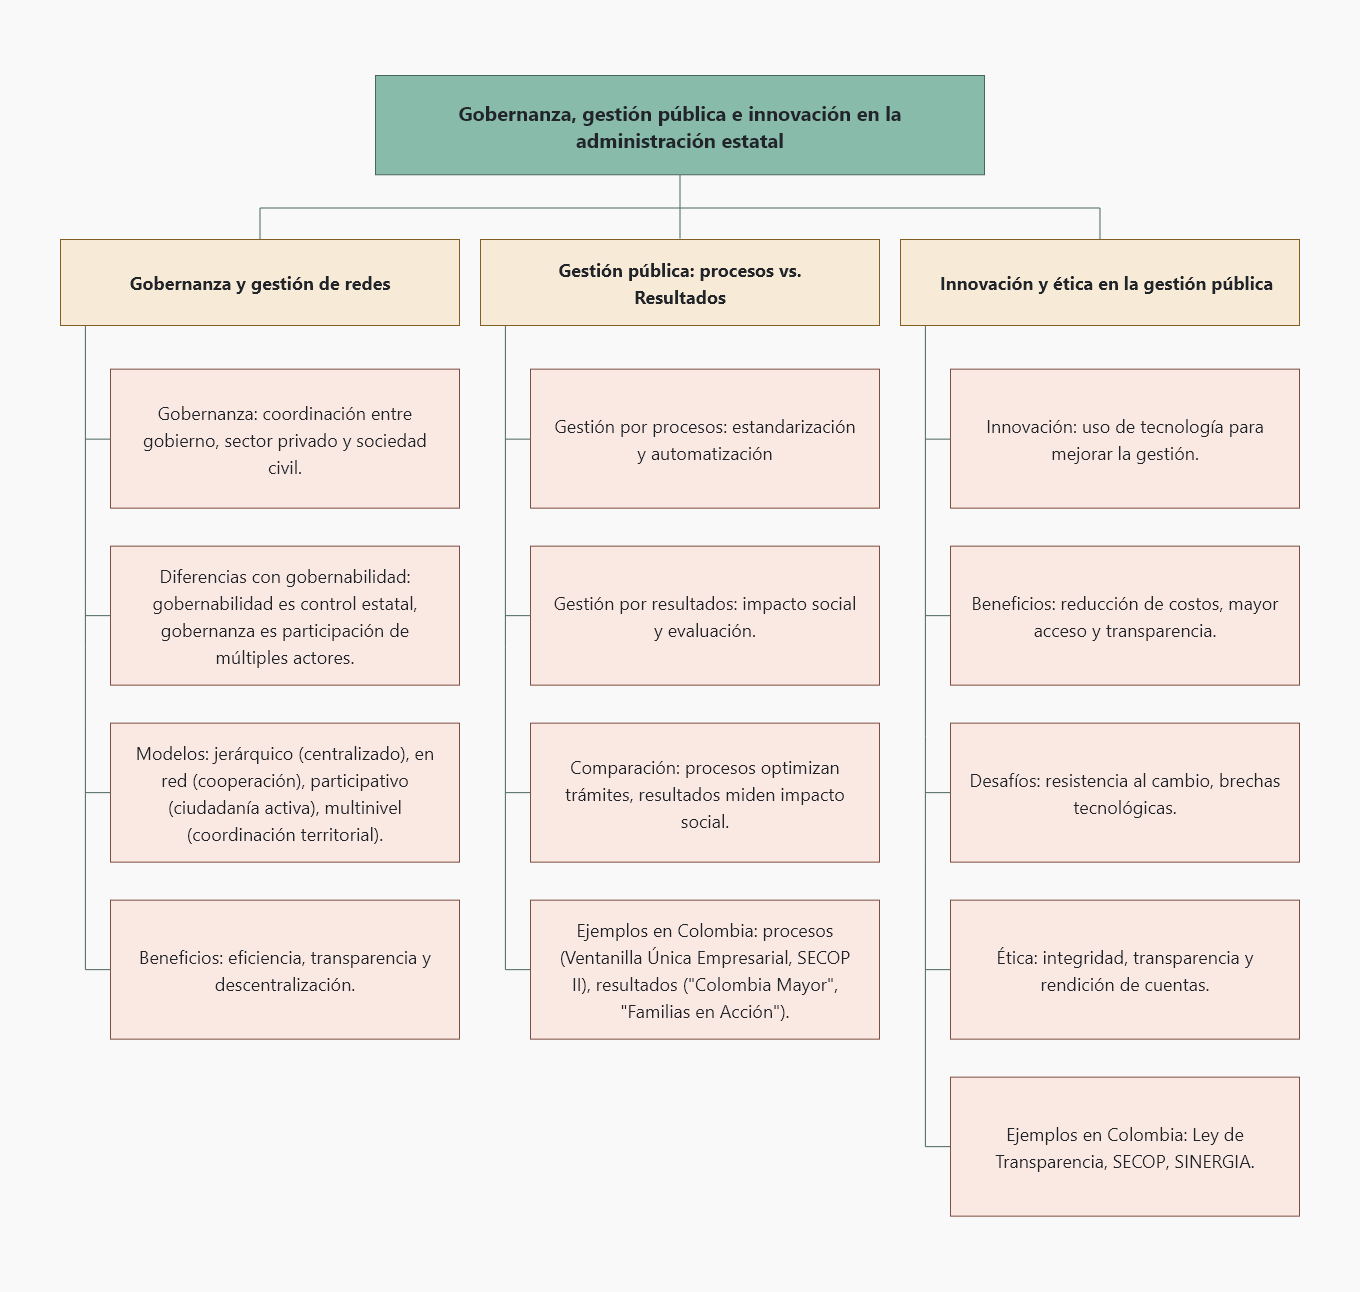 Gobernanza, gestión pública e innovación en la
administración estatal
Gobernanza y gestión de redes
Gobernanza: coordinación entre
gobierno, sector privado y sociedad
civil.
Diferencias con gobernabilidad:
gobernabilidad es control estatal,
gobernanza es participación de
múltiples actores.
Modelos: jerárquico (centralizado), en
red (cooperación), participativo
(ciudadanía activa), multinivel
(coordinación territorial).
Beneficios: eficiencia, transparencia y
descentralización.
Gestión pública: procesos vs.
Resultados
Gestión por procesos: estandarización
y automatización
Gestión por resultados: impacto social
y evaluación.
Comparación: procesos optimizan
trámites, resultados miden impacto
social.
Ejemplos en Colombia: procesos
(Ventanilla Única Empresarial, SECOP
II), resultados ("Colombia Mayor",
"Familias en Acción").
Innovación y ética en la gestión pública
Innovación: uso de tecnología para
mejorar la gestión.
Beneficios: reducción de costos, mayor
acceso y transparencia.
Desafíos: resistencia al cambio, brechas
tecnológicas.
Ética: integridad, transparencia y
rendición de cuentas.
Ejemplos en Colombia: Ley de
Transparencia, SECOP, SINERGIA.